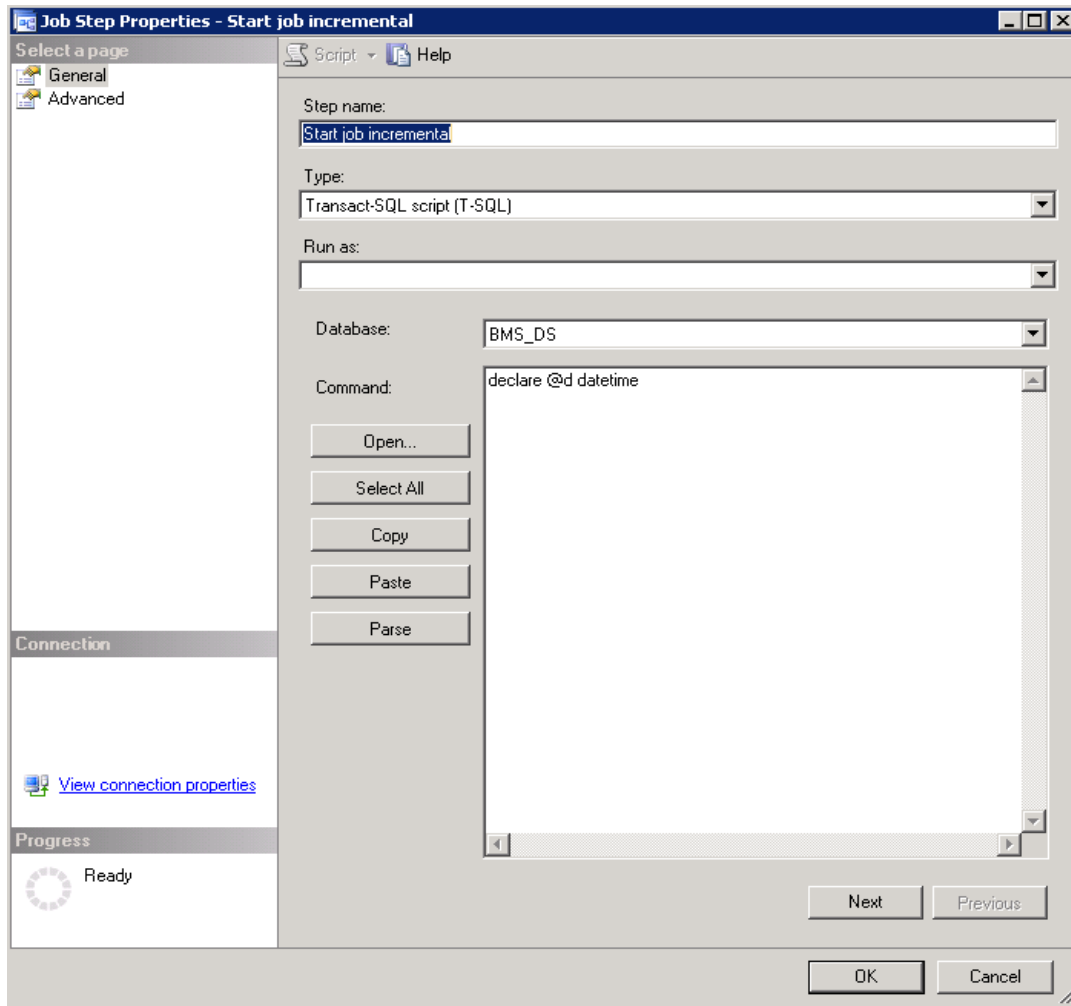 Job Step Properties - Start job incremental
Select a page
General
Advanced
Script
Help
Step name:
Start job incremental
Type:
Transact-SQL script (T-SQL)
Run as:
Database:
BMS_DS
Command:
declare @d datetime
Open...
Select All
Copy
Paste
Parse
Connection
View connection properties
Progress
Ready
Next
Previous
OK
Cancel